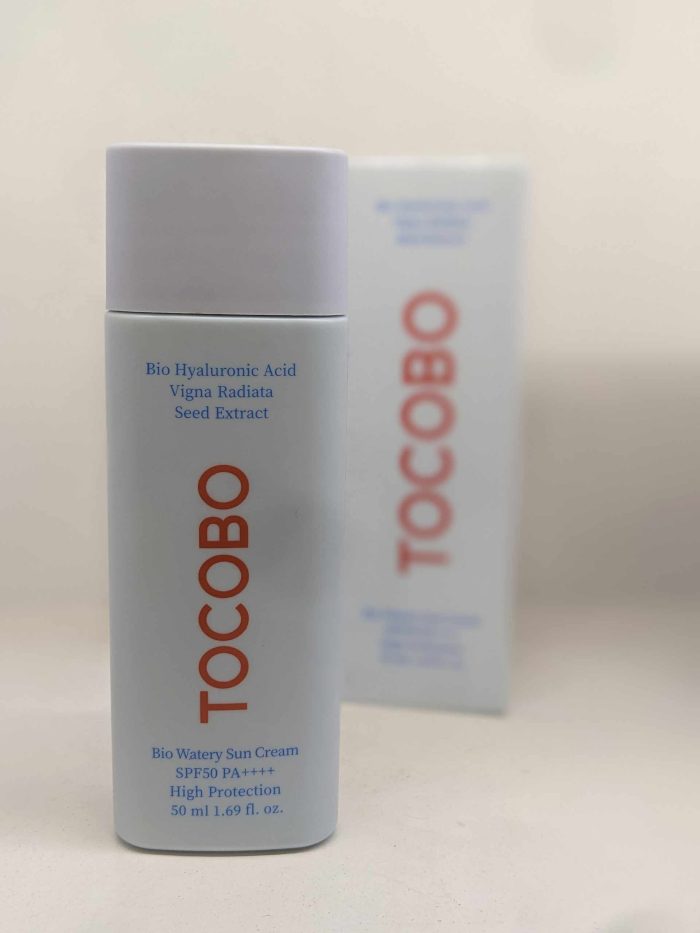 Bio Hyaluronic Acid
Vigna Radiata
Seed Extract
TOCOBO
Bio Watery Sun Cream
SPF50 PA++++
High Protection
50 ml 1.69 fl. oz.
TOCOBO